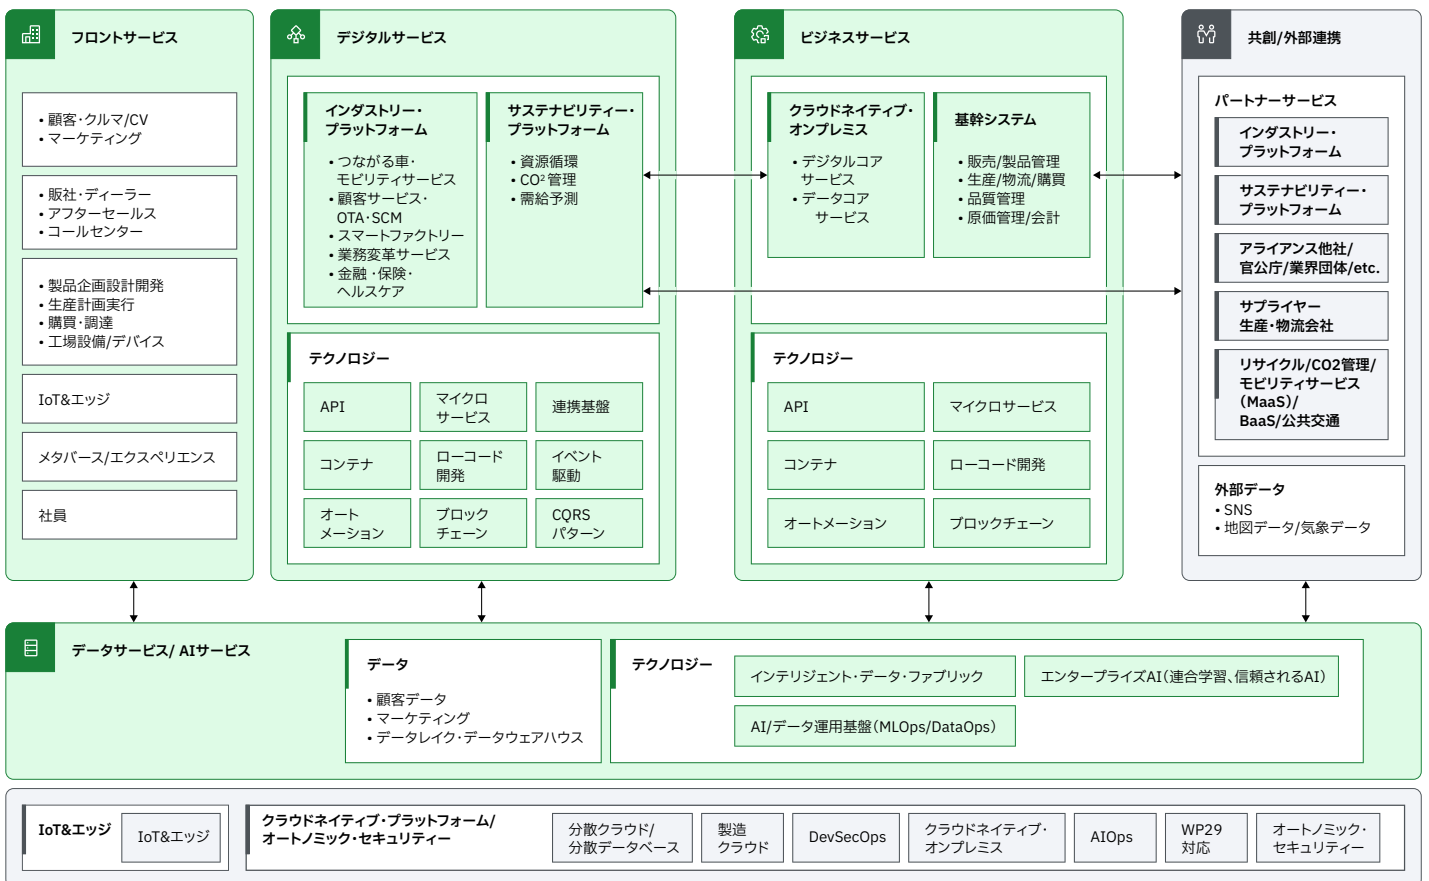 フロントサービス
• 顧客・クルマ/CV
• マーケティング
• 販社・ディーラー
• アフターセールス
• コールセンター
• 製品企画設計開発
• 生産計画実行
• 購買・調達
• 工場設備/デバイス
IoT&エッジ
メタバース/エクスペリエンス
社員
デジタルサービス
インダストリー・
プラットフォーム
• つながる車・
モビリティサービス
• 顧客サービス・
OTA・SCM
• スマートファクトリー
• 業務変革サービス
• 金融・保険・
ヘルスケア
サステナビリティー・
プラットフォーム
• 資源循環
• CO² 管理
• 需給予測
テクノロジー
API
マイクロ
サービス
連携基盤
コンテナ
ローコード
開発
イベント
駆動
オート
メーション
ブロック
チェーン
CQRS
パターン
ビジネスサービス
クラウドネイティブ・
オンプレミス
• デジタルコア
サービス
• データコア
サービス
基幹システム
• 販売/製品管理
• 生産/物流/購買
• 品質管理
• 原価管理/会計
テクノロジー
API
マイクロサービス
コンテナ
ローコード開発
オートメーション
ブロックチェーン
共創/外部連携
パートナーサービス
インダストリー・
プラットフォーム
サステナビリティー・
プラットフォーム
アライアンス他社/
官公庁/業界団体/etc.
サプライヤー
生産・物流会社
リサイクル/CO2管理/
モビリティサービス
（MaaS）/
BaaS/公共交通
外部データ
• SNS
• 地図データ/気象データ
データサービス/ AIサービス
データ
• 顧客データ
• マーケティング
• データレイク・データウェアハウス
テクノロジー
インテリジェント・データ・ファブリック
エンタープライズAI（連合学習、信頼されるAI）
AI/データ運用基盤（MLOps/DataOps）
IoT&エッジ
IoT&エッジ
クラウドネイティブ・プラットフォーム/
オートノミック・セキュリティー
分散クラウド/
分散データベース
製造
クラウド
DevSecOps
クラウドネイティブ・
オンプレミス
AIOps
WP29
対応
オートノミック・
セキュリティー